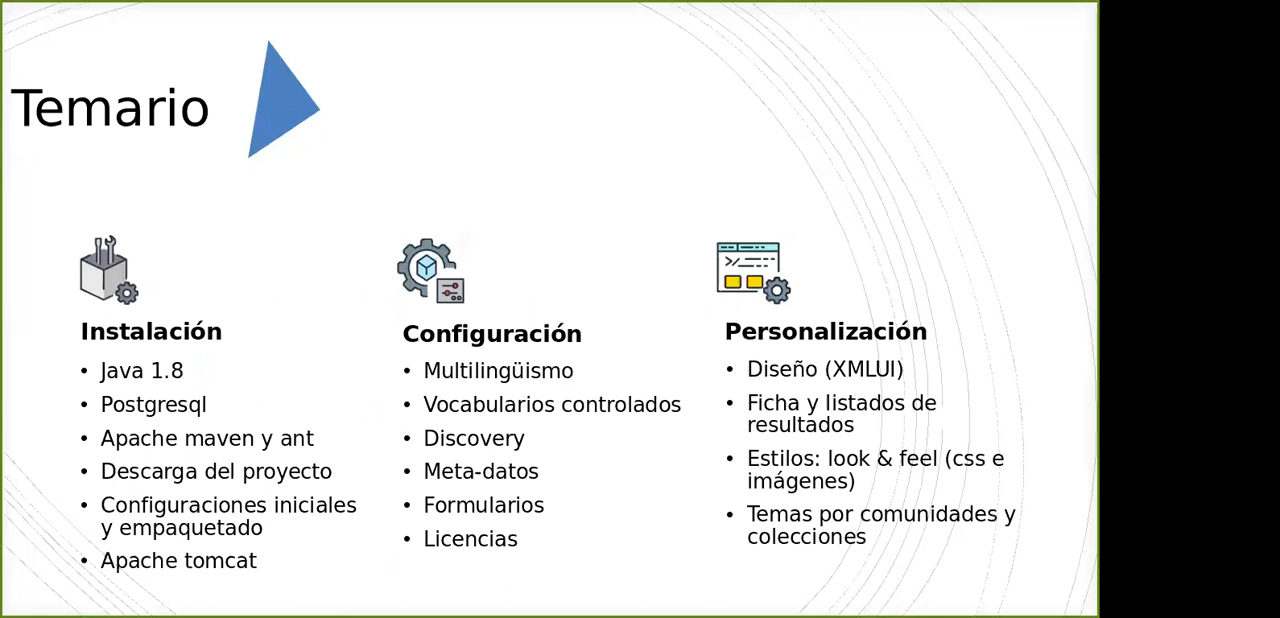 Temario
Instalación
• Java 1.8
• Postgresql
• Apache maven y ant
• Descarga del proyecto
• Configuraciones iniciales
y empaquetado
• Apache tomcat
Configuración
• Multilingüismo
• Vocabularios controlados
• Discovery
• Meta-datos
• Formularios
• Licencias
Personalización
• Diseño (XMLUI)
• Ficha y listados de
resultados
• Estilos: look & feel (css e
imágenes)
• Temas por comunidades y
colecciones